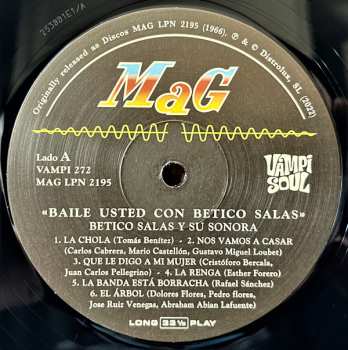 253801E1/A
Originally released as Discos MAG LPN 2195 (1966). ℗ & © Distrolux, SL (2022)
MaG
Lado A
VAMPI 272
MAG LPN 2195
VAMPI
SOUL
«BAILE USTED CON BETICO SALAS»
BETICO SALAS Y SU SONORA
1. LA CHOLA (Tomás Benítez) - 2. NOS VAMOS A CASAR
(Carlos Cabrera, Mario Castellón, Gustavo Miguel Loubet)
3. QUE LE DIGO A MI MUJER (Cristóforo Bercals,
Juan Carlos Pellegrino) - 4. LA RENGA (Esther Forero)
5. LA BANDA ESTÁ BORRACHA (Rafael Sánchez)
6. EL ÁRBOL (Dolores Flores, Pedro flores,
Jose Ruiz Venegas, Abraham Abian Lafuente)
LONG 33 1/3 PLAY